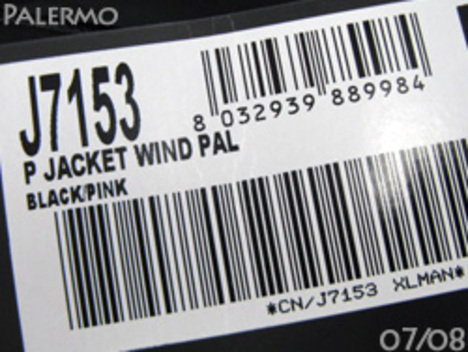 PALERMO
J7153
8 032939 889984
P JACKET WIND PAL
BLACK/PINK
*CN/J7153 XLMAN*
07/08